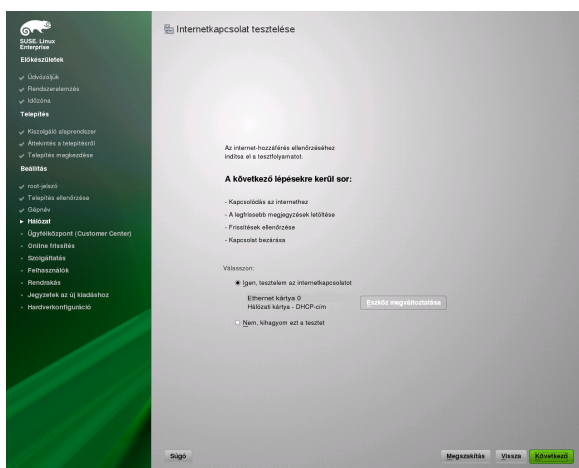 SUSE. Linux
Enterprise
Előkészületek
Üdvözöljük
Rendszerelemzés
Időzóna
Telepítés
Kiszolgáló alaprendszer
Áttekintés a telepítésről
Telepítés megkezdése
Beállítás
root-jelszó
Telepítés ellenőrzése
Gépnév
Hálózat
Ügyfélközpont (Customer Center)
Online frissítés
Szolgáltatás
Felhasználók
Rendrakás
Jegyzetek az új kiadáshoz
Hardverkonfiguráció
Internetkapcsolat tesztelése
Az internet-hozzáférés ellenőrzéséhez
indítsa el a tesztfolyamatot.
A következő lépésekre kerül sor:
- Kapcsolódás az internethez
- A legfrissebb megjegyzések letöltése
- Frissítések ellenőrzése
- Kapcsolat bezárása
Válasszon:
Igen, tesztelem az internetkapcsolatot
Ethernet kártya 0
Hálózati kártya - DHCP-cím
Eszköz megváltoztatása
Nem, kihagyom ezt a tesztet
Súgó
Megszakítás
Vissza
Következő